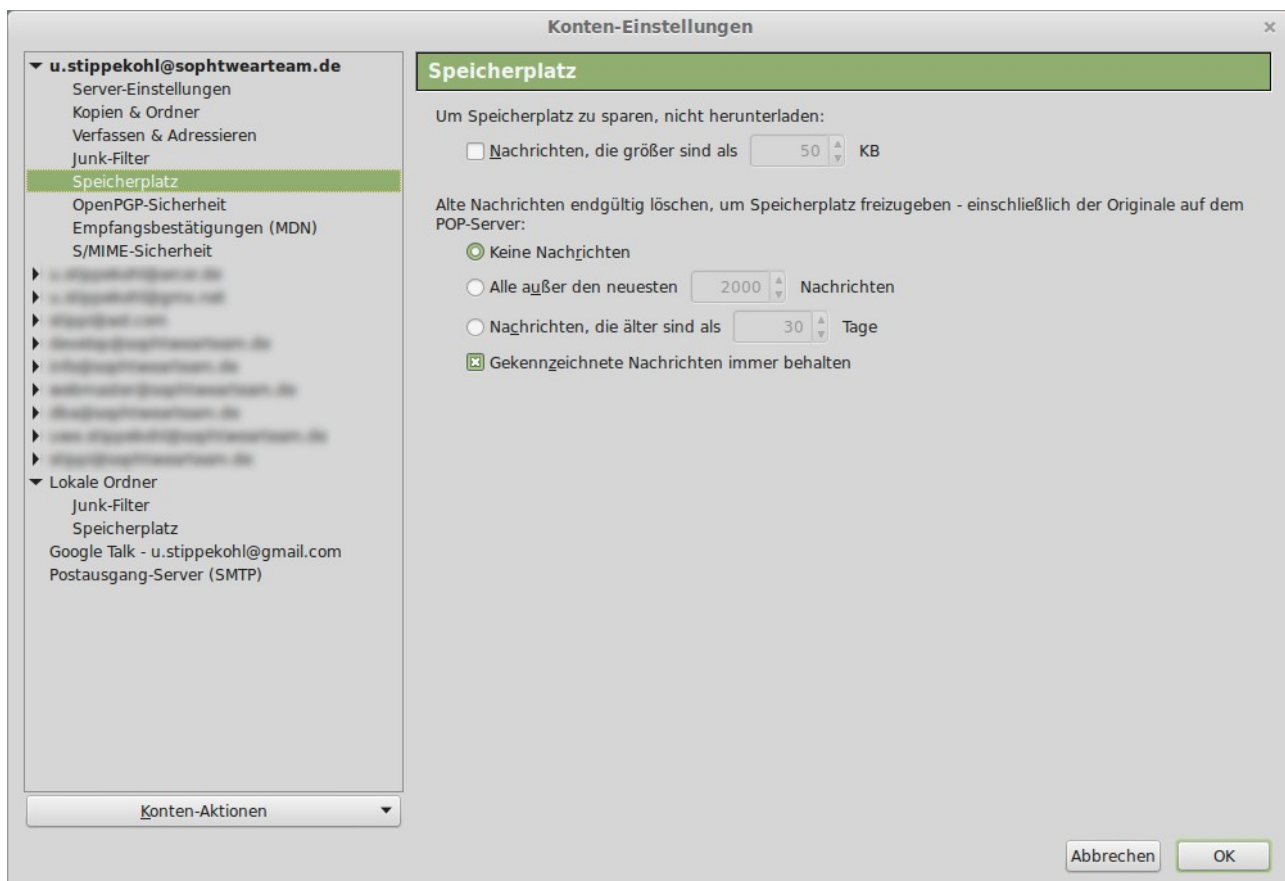 Konten-Einstellungen
u.stippekohl@sophtwearteam.de
Server-Einstellungen
Kopien & Ordner
Verfassen & Adressieren
Junk-Filter
Speicherplatz
OpenPGP-Sicherheit
Empfangsbestätigungen (MDN)
S/MIME-Sicherheit
Lokale Ordner
Junk-Filter
Speicherplatz
Google Talk - u.stippekohl@gmail.com
Postausgang-Server (SMTP)
Konten-Aktionen
Speicherplatz
Um Speicherplatz zu sparen, nicht herunterladen:
Nachrichten, die größer sind als 50 KB
Alte Nachrichten endgültig löschen, um Speicherplatz freizugeben - einschließlich der Originale auf dem
POP-Server:
Keine Nachrichten
Alle außer den neuesten 2000 Nachrichten
Nachrichten, die älter sind als 30 Tage
Gekennzeichnete Nachrichten immer behalten
Abbrechen OK